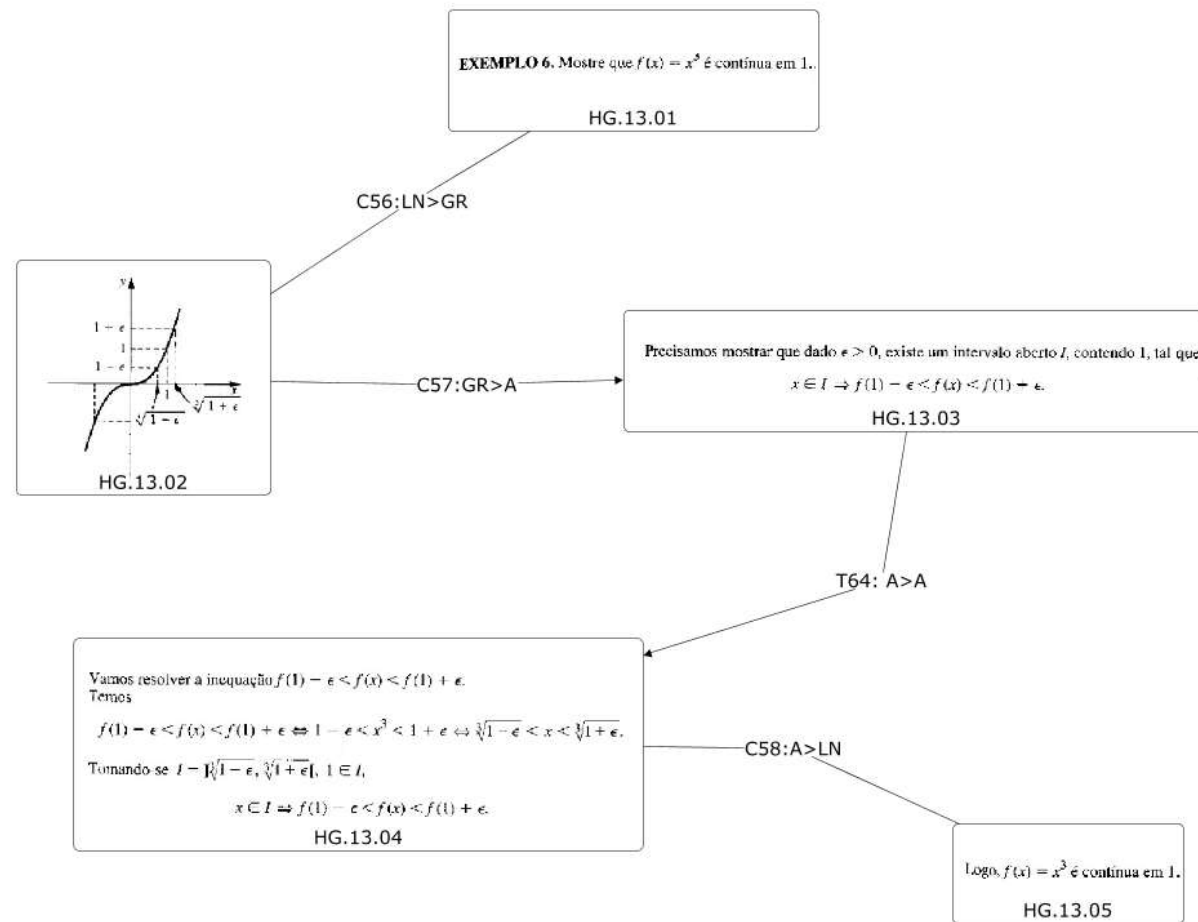 EXEMPLO 6. Mostre que f(x) = x⁵ é contínua em 1.
HG.13.01
C56:LN>GR
y
1 + ϵ
1
1 − ϵ
1
x
∛1 − ϵ
∛1 + ϵ
HG.13.02
C57:GR>A
Precisamos mostrar que dado ϵ > 0, existe um intervalo aberto I, contendo 1, tal que
x ∈ I ⇒ f(1) − ϵ < f(x) < f(1) + ϵ.
HG.13.03
T64: A>A
Vamos resolver a inequação f(1) − ϵ < f(x) < f(1) + ϵ.
Temos
f(1) − ϵ < f(x) < f(1) + ϵ ⇔ 1 − ϵ < x³ < 1 + ϵ ⇔ ∛1 − ϵ < x < ∛1 + ϵ.
Tomando-se I = ]∛1 − ϵ, ∛1 + ϵ[, 1 ∈ I,
x ∈ I ⇒ f(1) − ϵ < f(x) < f(1) + ϵ.
HG.13.04
C58:A>LN
Logo, f(x) = x³ é contínua em 1.
HG.13.05